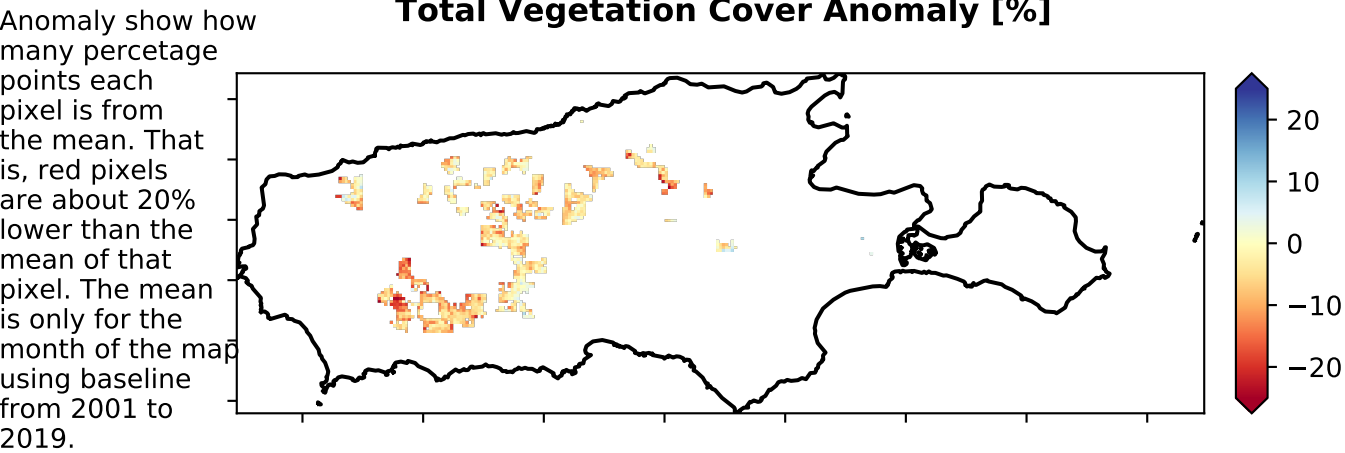 Total Vegetation Cover Anomaly [%]
Anomaly show how
many percetage
points each
pixel is from
the mean. That
is, red pixels
are about 20%
lower than the
mean of that
pixel. The mean
is only for the
month of the map
using baseline
from 2001 to
2019.
20
10
0
−10
−20